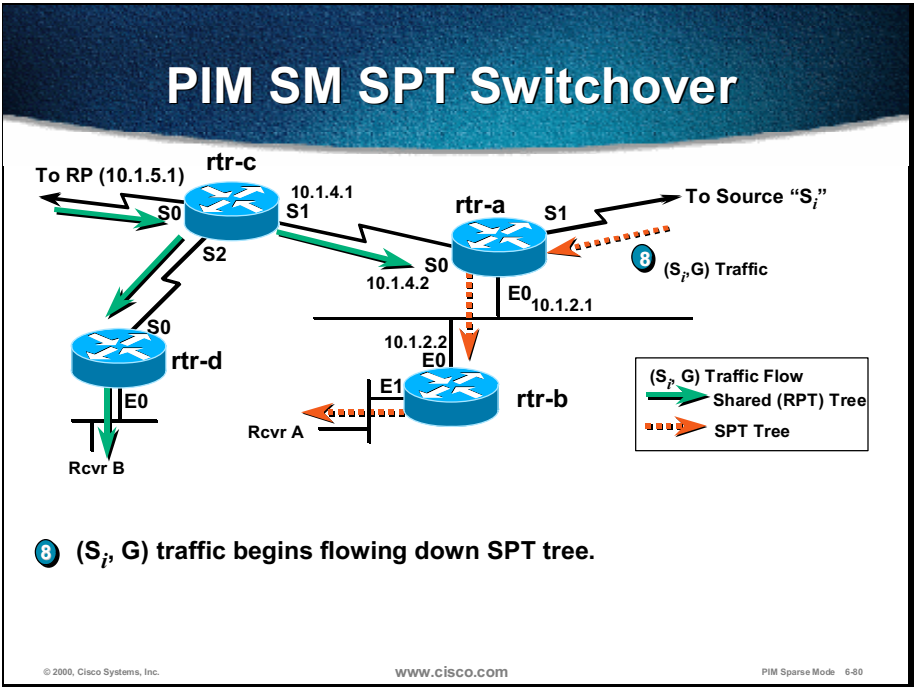 PIM SM SPT Switchover
To RP (10.1.5.1)
rtr-c
10.1.4.1
S0
S1
S2
rtr-a
S1
To Source “Si”
S0
10.1.4.2
8
(Si,G) Traffic
E0
10.1.2.1
S0
rtr-d
E0
Rcvr B
10.1.2.2
E0
E1
rtr-b
Rcvr A
(Si, G) Traffic Flow
Shared (RPT) Tree
SPT Tree
8 (Si, G) traffic begins flowing down SPT tree.
© 2000, Cisco Systems, Inc.
www.cisco.com
PIM Sparse Mode 6-80